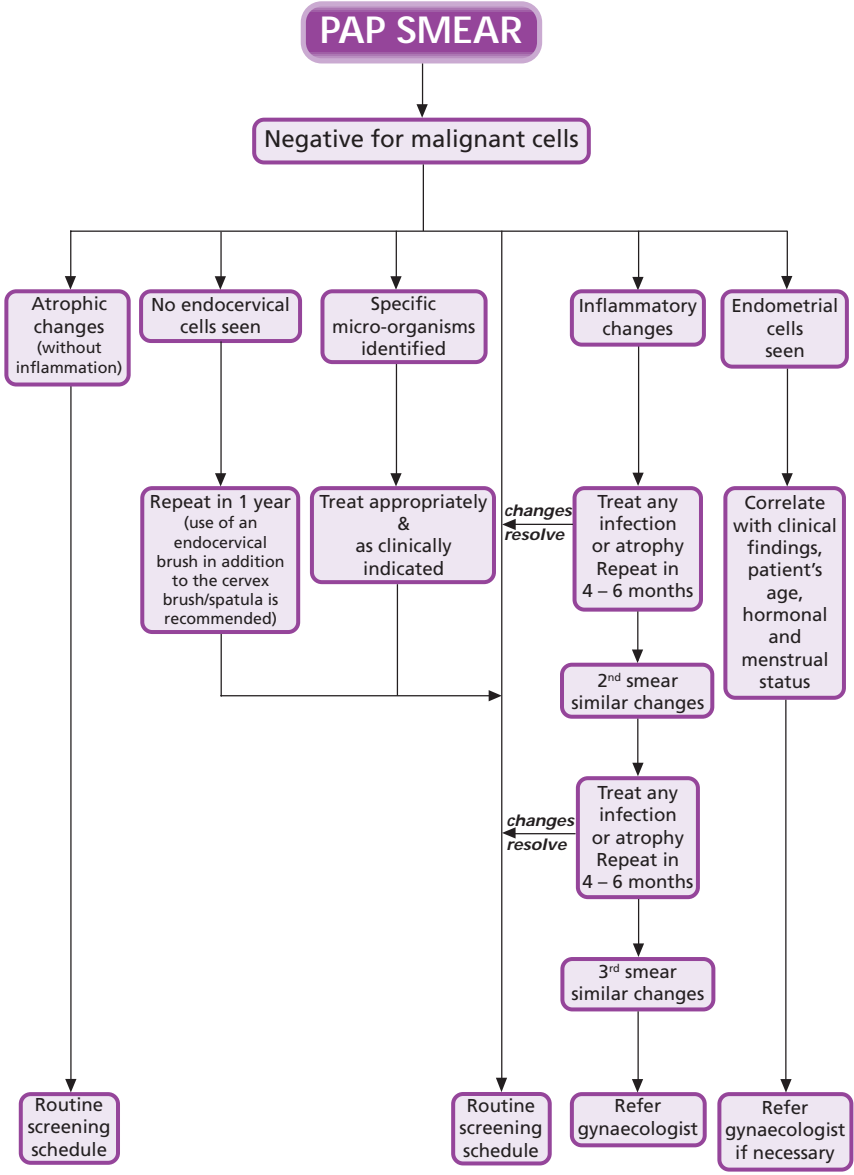 PAP SMEAR
Negative for malignant cells
Atrophic
changes
(without
inflammation)
No endocervical
cells seen
Specific
micro-organisms
identified
Inflammatory
changes
Endometrial
cells
seen
Repeat in 1 year
(use of an
endocervical
brush in addition
to the cervex
brush/spatula is
recommended)
Treat appropriately
&
as clinically
indicated
changes
resolve
Treat any
infection
or atrophy
Repeat in
4 – 6 months
Correlate
with clinical
findings,
patient's
age,
hormonal
and
menstrual
status
2nd smear
similar changes
changes
resolve
Treat any
infection
or atrophy
Repeat in
4 – 6 months
3rd smear
similar changes
Routine
screening
schedule
Routine
screening
schedule
Refer
gynaecologist
Refer
gynaecologist
if necessary